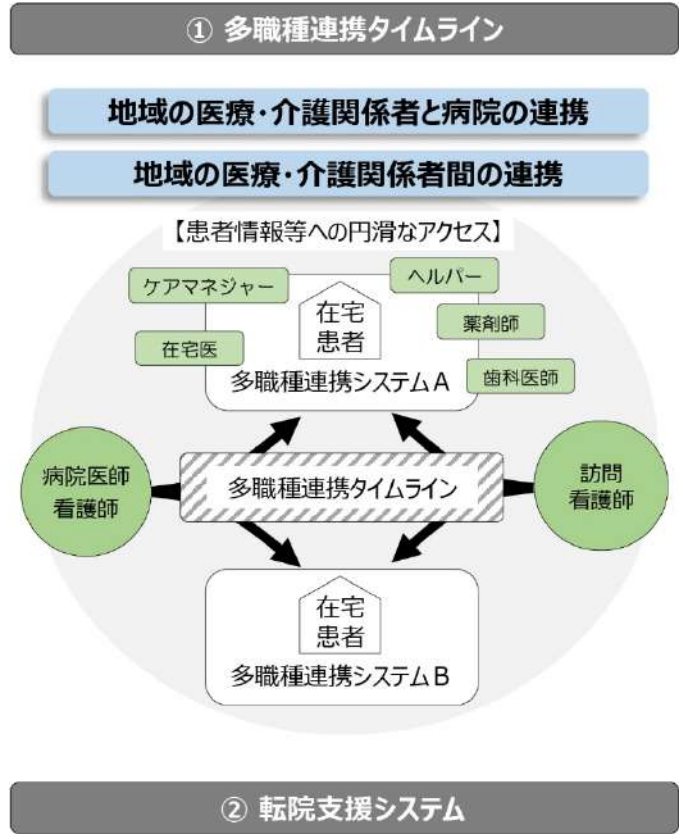 ① 多職種連携タイムライン
地域の医療・介護関係者と病院の連携
地域の医療・介護関係者間の連携
【患者情報等への円滑なアクセス】
ケアマネジャー
ヘルパー
在宅
患者
薬剤師
在宅医
多職種連携システムA
歯科医師
病院医師
看護師
多職種連携タイムライン
訪問
看護師
在宅
患者
多職種連携システムB
② 転院支援システム